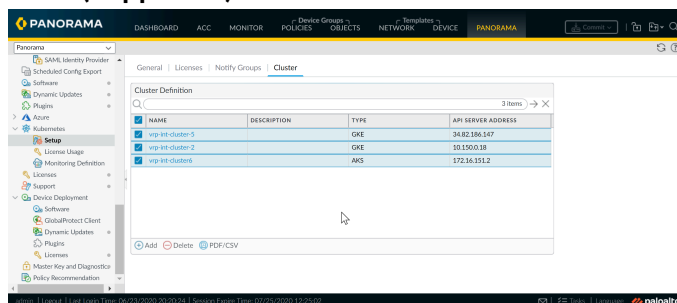 PANORAMA
DASHBOARD ACC MONITOR Device Groups POLICIES OBJECTS Templates NETWORK DEVICE PANORAMA Commit
Panorama
SAML Identity Provider
Scheduled Config Export
Software
Dynamic Updates
Plugins
Azure
Kubernetes
Setup
License Usage
Monitoring Definition
Licenses
Support
Device Deployment
Software
GlobalProtect Client
Dynamic Updates
Plugins
Licenses
Master Key and Diagnostics
Policy Recommendation
General | Licenses | Notify Groups | Cluster
Cluster Definition
3 items
NAME DESCRIPTION TYPE API SERVER ADDRESS
vrp-int-cluster-5 GKE 34.82.186.147
vrp-int-cluster-2 GKE 10.150.0.18
vrp-int-cluster6 AKS 172.16.151.2
Add Delete PDF/CSV
admin | Logout | Last Login Time: 06/23/2020 20:20:24 | Session Expire Time: 07/25/2020 12:25:02 | Tasks | Language paloalto